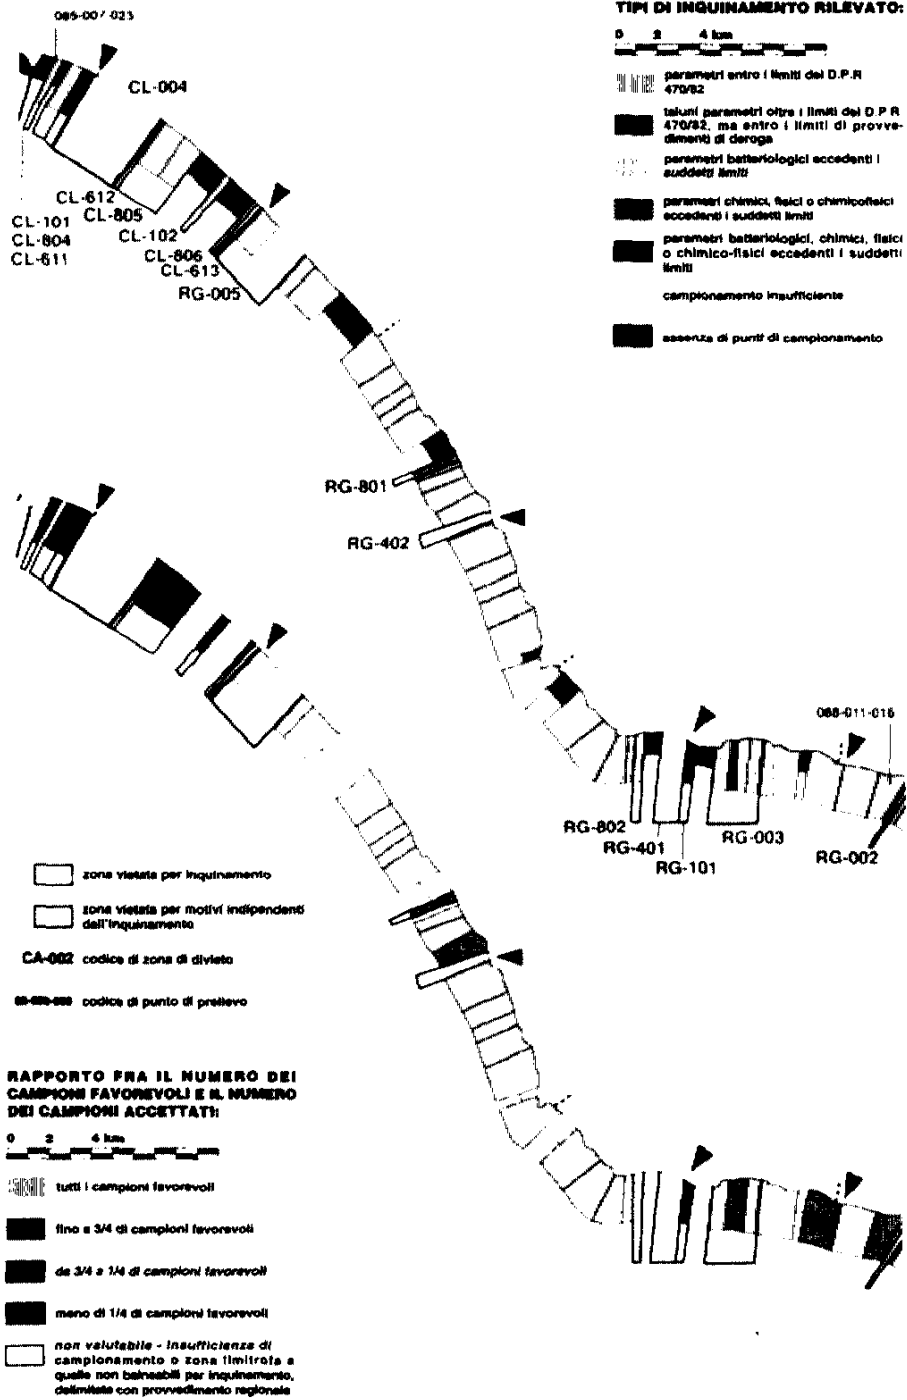 085-007-023
TIPI DI INQUINAMENTO RILEVATO:
0 2 4 km
parametri entro i limiti del D.P.R
470/82
taluni parametri oltre i limiti del D.P.R
470/82, ma entro i limiti di provve-
dimenti di deroga
parametri batteriologici eccedenti i
suddetti limiti
parametri chimici, fisici o chimicofisici
eccedenti i suddetti limiti
parametri batteriologici, chimici, fisici
o chimico-fisici eccedenti i suddetti
limiti
campionamento insufficiente
assenza di punti di campionamento
CL-004
CL-612
CL-805
CL-101
CL-804
CL-611
CL-102
CL-806
CL-613
RG-005
RG-801
RG-402
088-011-016
RG-802
RG-401
RG-101
RG-003
RG-002
zona vietata per inquinamento
zona vietata per motivi indipendenti
dall'inquinamento
CA-002 codice di zona di divieto
codice di punto di prelievo
RAPPORTO FRA IL NUMERO DEI
CAMPIONI FAVOREVOLI E IL NUMERO
DEI CAMPIONI ACCETTATI:
0 2 4 km
tutti i campioni favorevoli
fino a 3/4 di campioni favorevoli
da 3/4 a 1/4 di campioni favorevoli
meno di 1/4 di campioni favorevoli
non valutabile - Insufficienza di
campionamento o zona limitrofa a
quelle non balneabili per inquinamento,
delimitate con provvedimento regionale